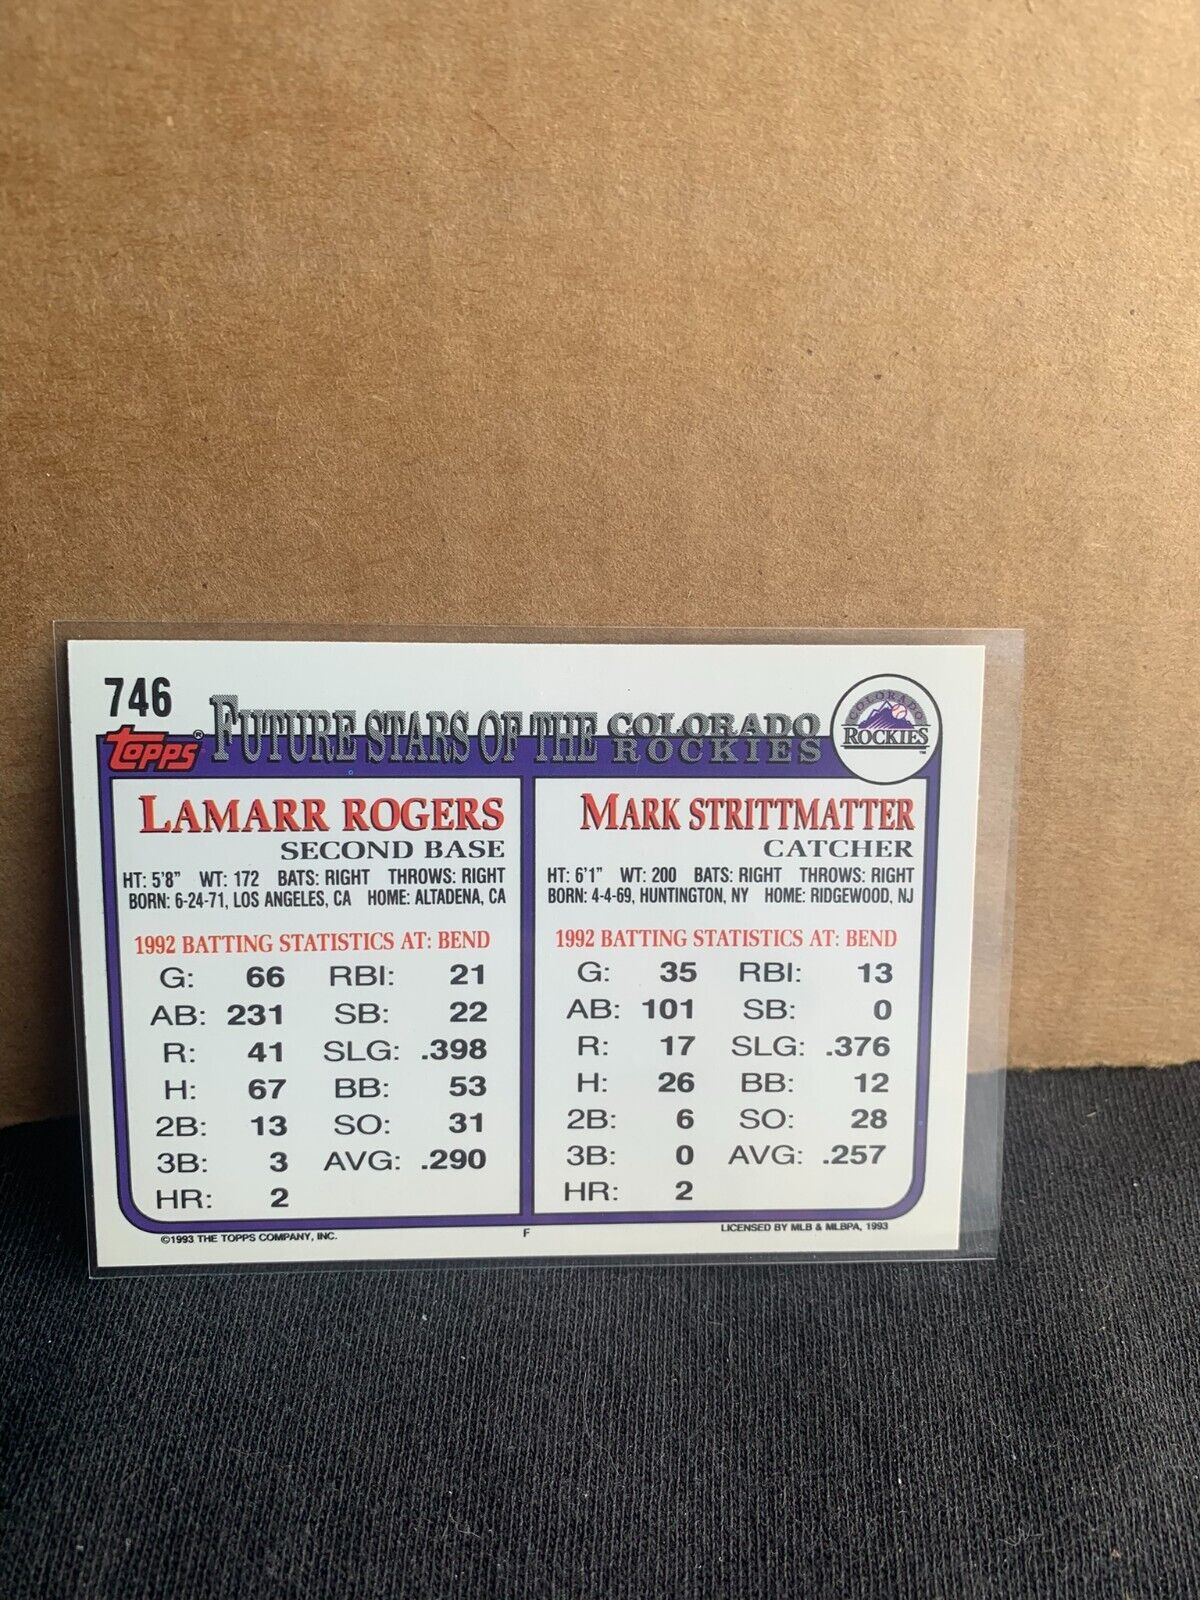 746
Topps®
FUTURE STARS OF THE COLORADO ROCKIES
COLORADO
ROCKIES
™
LAMARR ROGERS
SECOND BASE
HT: 5'8" WT: 172 BATS: RIGHT THROWS: RIGHT
BORN: 6-24-71, LOS ANGELES, CA HOME: ALTADENA, CA
1992 BATTING STATISTICS AT: BEND
G: 66 RBI: 21
AB: 231 SB: 22
R: 41 SLG: .398
H: 67 BB: 53
2B: 13 SO: 31
3B: 3 AVG: .290
HR: 2
MARK STRITTMATTER
CATCHER
HT: 6'1" WT: 200 BATS: RIGHT THROWS: RIGHT
BORN: 4-4-69, HUNTINGTON, NY HOME: RIDGEWOOD, NJ
1992 BATTING STATISTICS AT: BEND
G: 35 RBI: 13
AB: 101 SB: 0
R: 17 SLG: .376
H: 26 BB: 12
2B: 6 SO: 28
3B: 0 AVG: .257
HR: 2
©1993 THE TOPPS COMPANY, INC. F LICENSED BY MLB & MLBPA, 1993